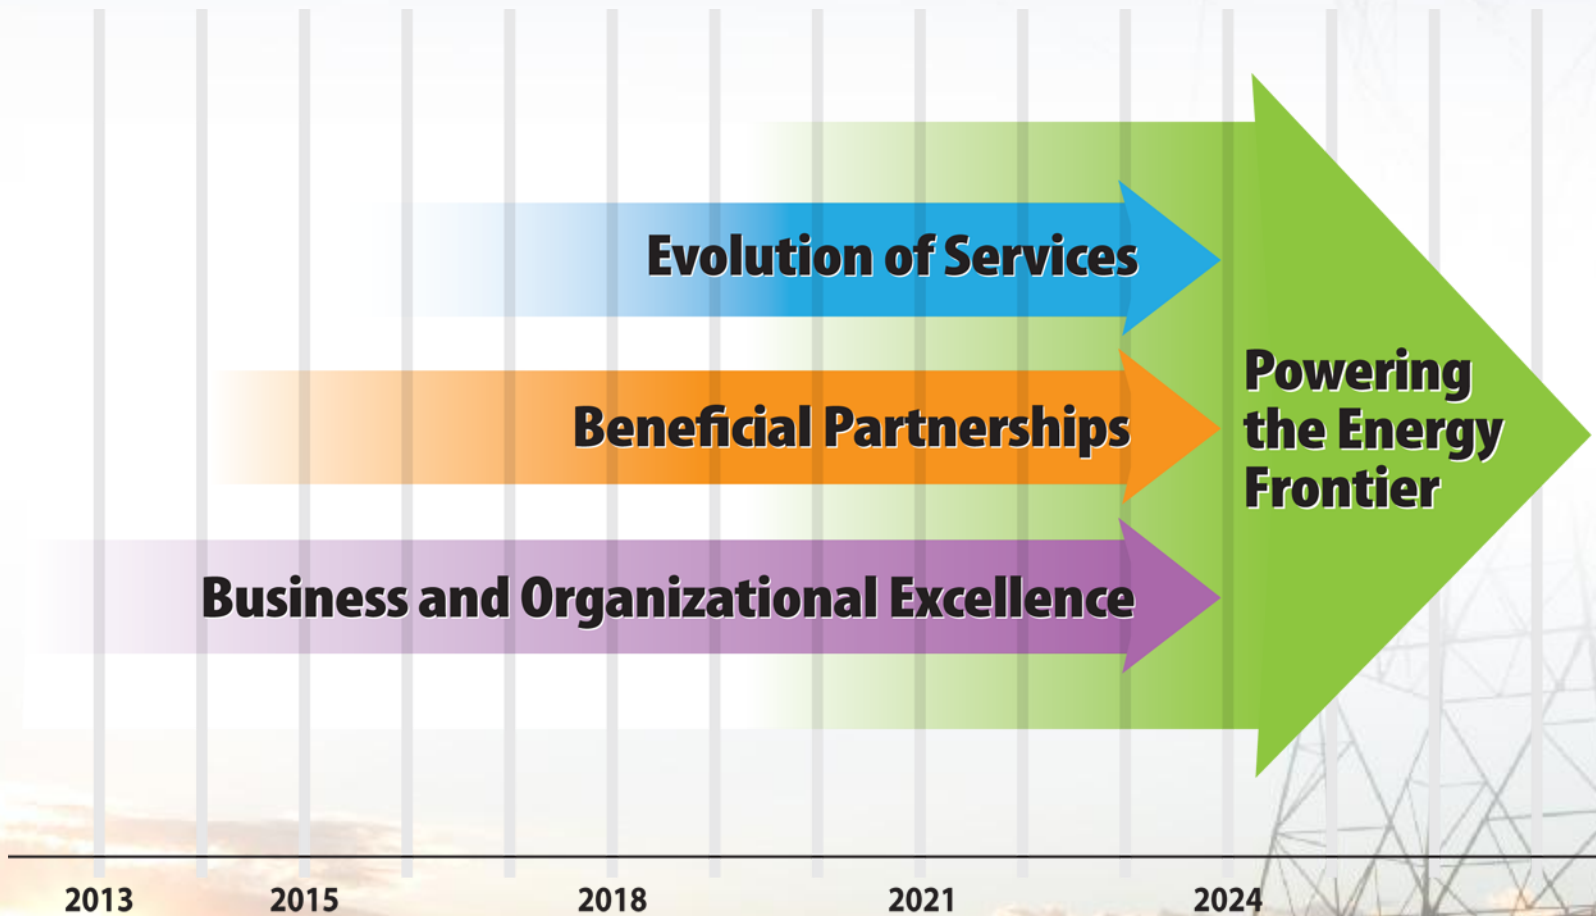 Evolution of Services
Beneficial Partnerships
Business and Organizational Excellence
Powering
the Energy
Frontier
2013 2015 2018 2021 2024